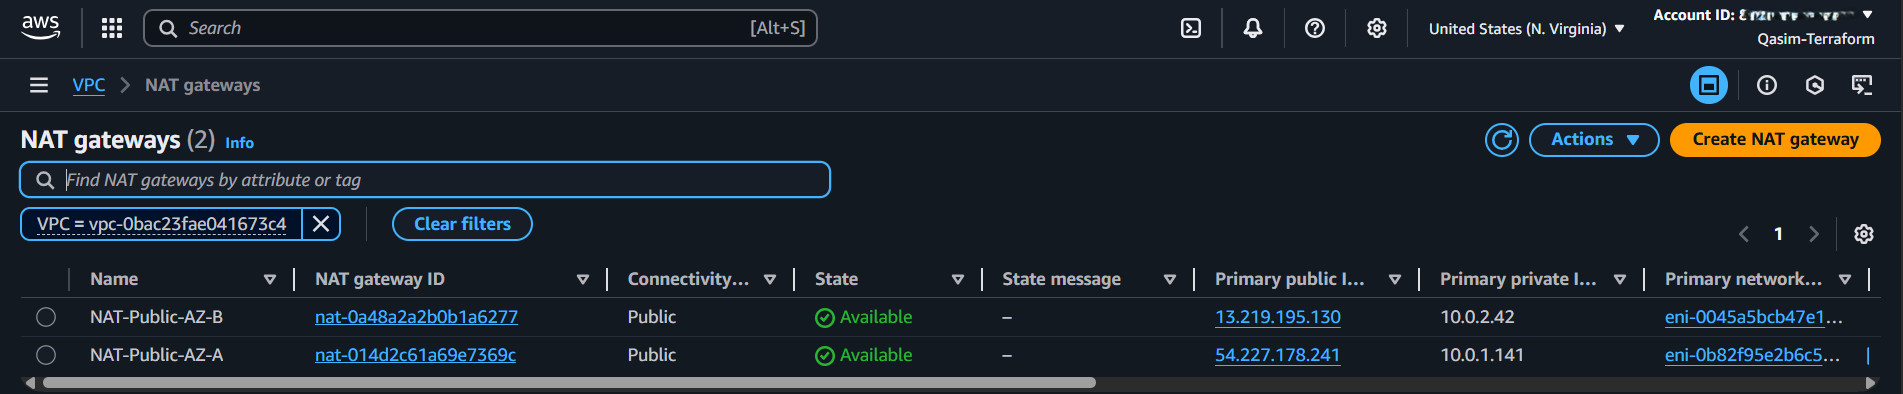 aws
Search [Alt+S]
United States (N. Virginia)
Account ID:
Qasim-Terraform
VPC > NAT gateways
NAT gateways (2) Info
Actions
Create NAT gateway
Find NAT gateways by attribute or tag
VPC = vpc-0bac23fae041673c4
Clear filters
1
Name NAT gateway ID Connectivity... State State message Primary public I... Primary private I... Primary network...
NAT-Public-AZ-B nat-0a48a2a2b0b1a6277 Public Available – 13.219.195.130 10.0.2.42 eni-0045a5bcb47e1...
NAT-Public-AZ-A nat-014d2c61a69e7369c Public Available – 54.227.178.241 10.0.1.141 eni-0b82f95e2b6c5...